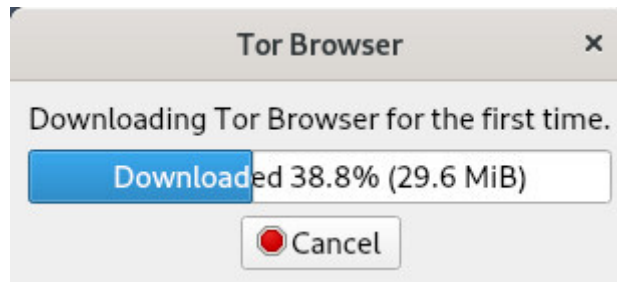 Tor Browser ×
Downloading Tor Browser for the first time.
Downloaded 38.8% (29.6 MiB)
Cancel